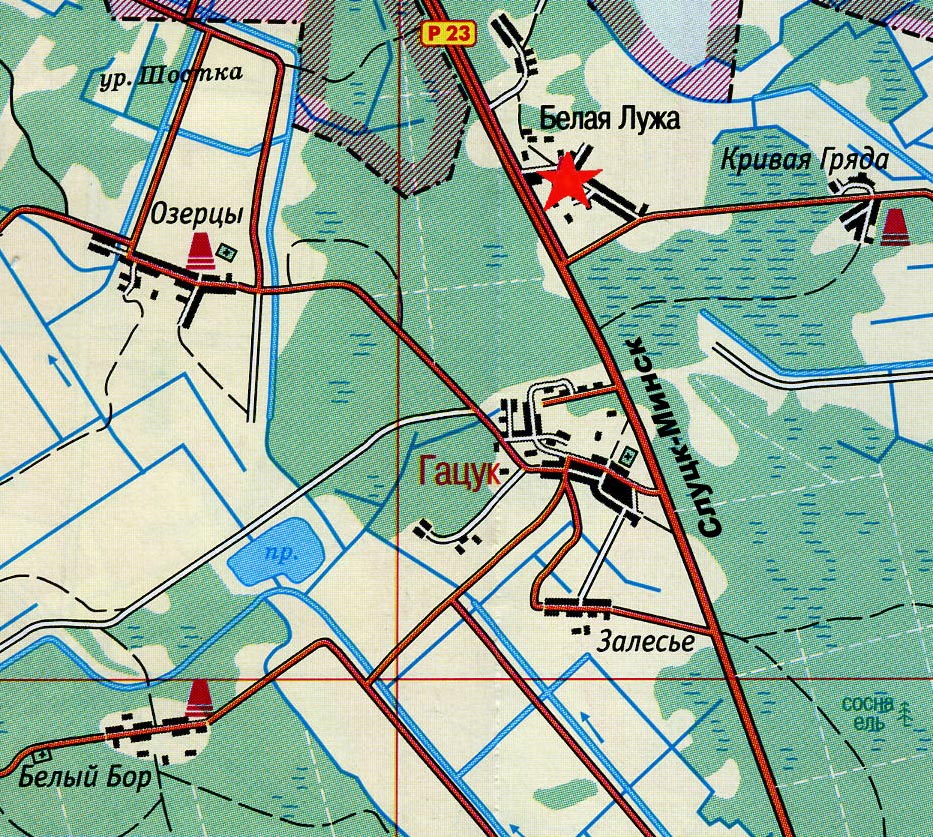 Р 23
ур. Шостка
Белая Лужа
Кривая Гряда
Озерцы
Слуцк-Минск
Гацук
пр.
Залесье
сосна
ель
Белый Бор